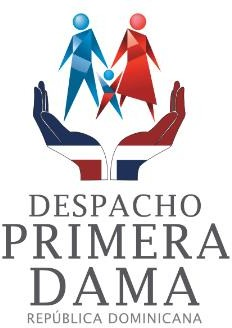 DESPACHO
PRIMERA
DAMA
REPÚBLICA DOMINICANA